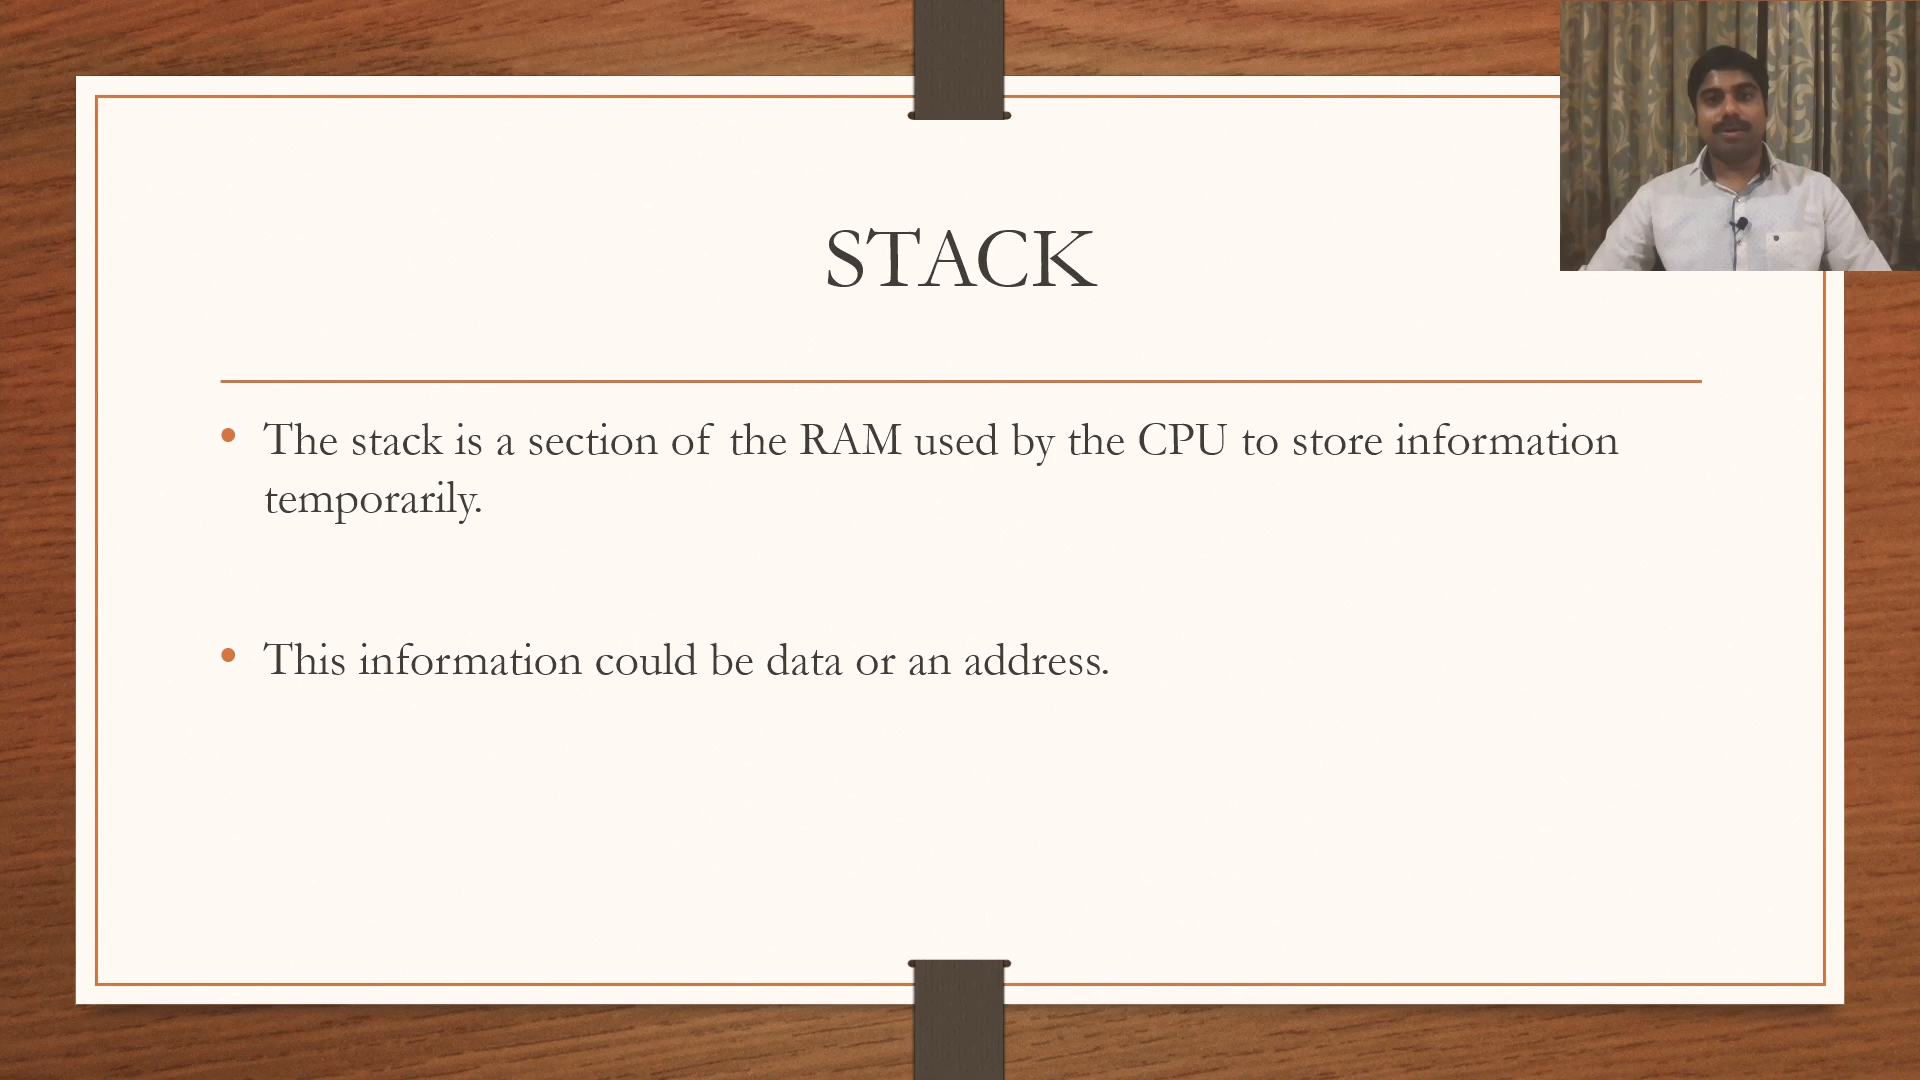 STACK
• The stack is a section of the RAM used by the CPU to store information
temporarily.
• This information could be data or an address.